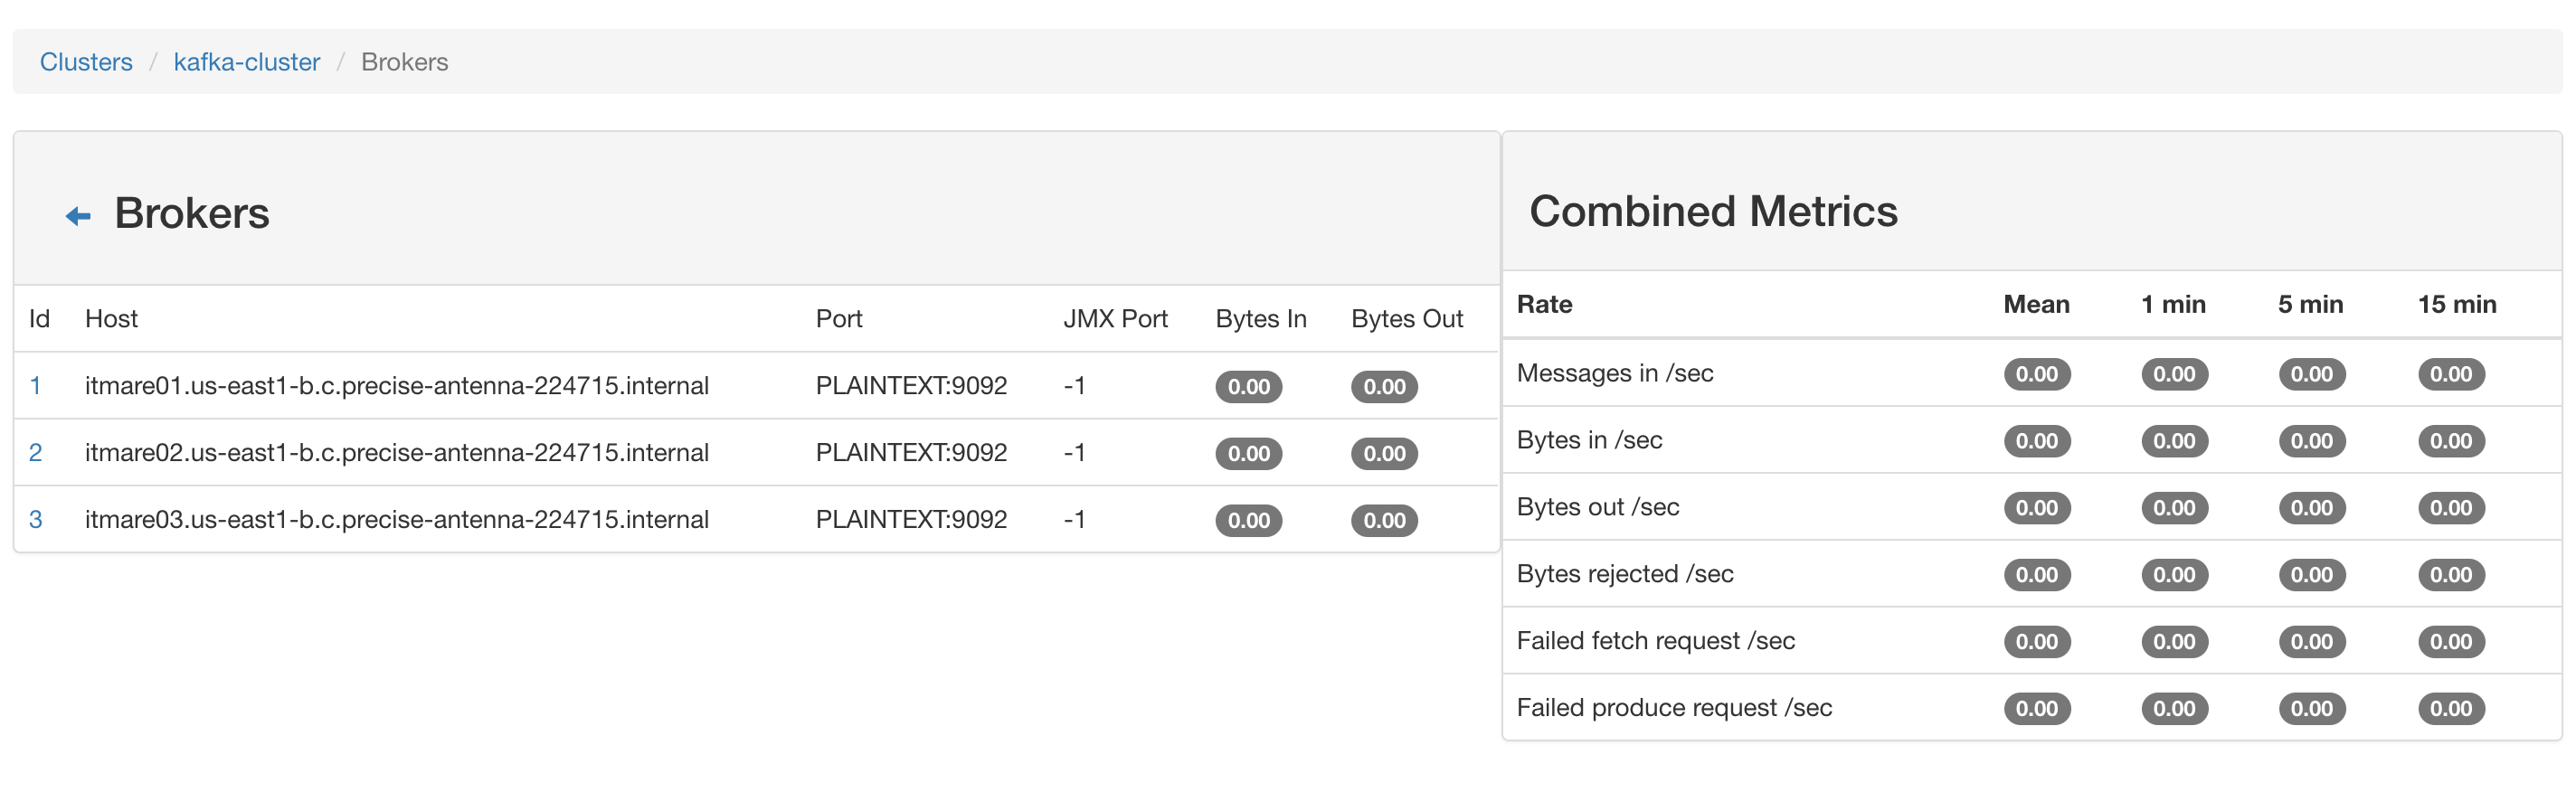 Clusters / kafka-cluster / Brokers
Brokers
Id Host Port JMX Port Bytes In Bytes Out
1 itmare01.us-east1-b.c.precise-antenna-224715.internal PLAINTEXT:9092 -1 0.00 0.00
2 itmare02.us-east1-b.c.precise-antenna-224715.internal PLAINTEXT:9092 -1 0.00 0.00
3 itmare03.us-east1-b.c.precise-antenna-224715.internal PLAINTEXT:9092 -1 0.00 0.00
Combined Metrics
Rate Mean 1 min 5 min 15 min
Messages in /sec 0.00 0.00 0.00 0.00
Bytes in /sec 0.00 0.00 0.00 0.00
Bytes out /sec 0.00 0.00 0.00 0.00
Bytes rejected /sec 0.00 0.00 0.00 0.00
Failed fetch request /sec 0.00 0.00 0.00 0.00
Failed produce request /sec 0.00 0.00 0.00 0.00